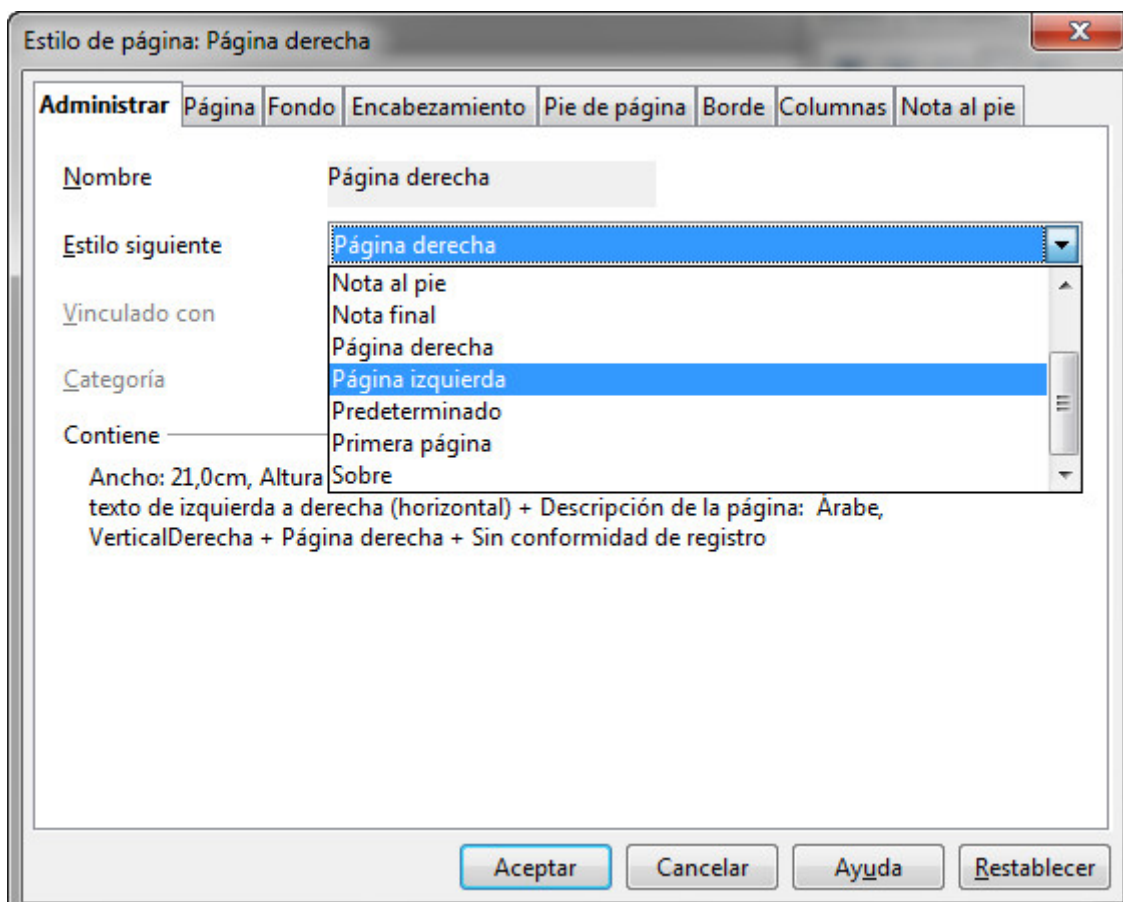 Estilo de página: Página derecha
Administrar Página Fondo Encabezamiento Pie de página Borde Columnas Nota al pie
Nombre Página derecha
Estilo siguiente Página derecha
Nota al pie
Nota final
Vinculado con
Página derecha
Página izquierda
Categoría
Predeterminado
Primera página
Contiene
Sobre
Ancho: 21,0cm, Altura
texto de izquierda a derecha (horizontal) + Descripción de la página: Árabe,
VerticalDerecha + Página derecha + Sin conformidad de registro
Aceptar Cancelar Ayuda Restablecer